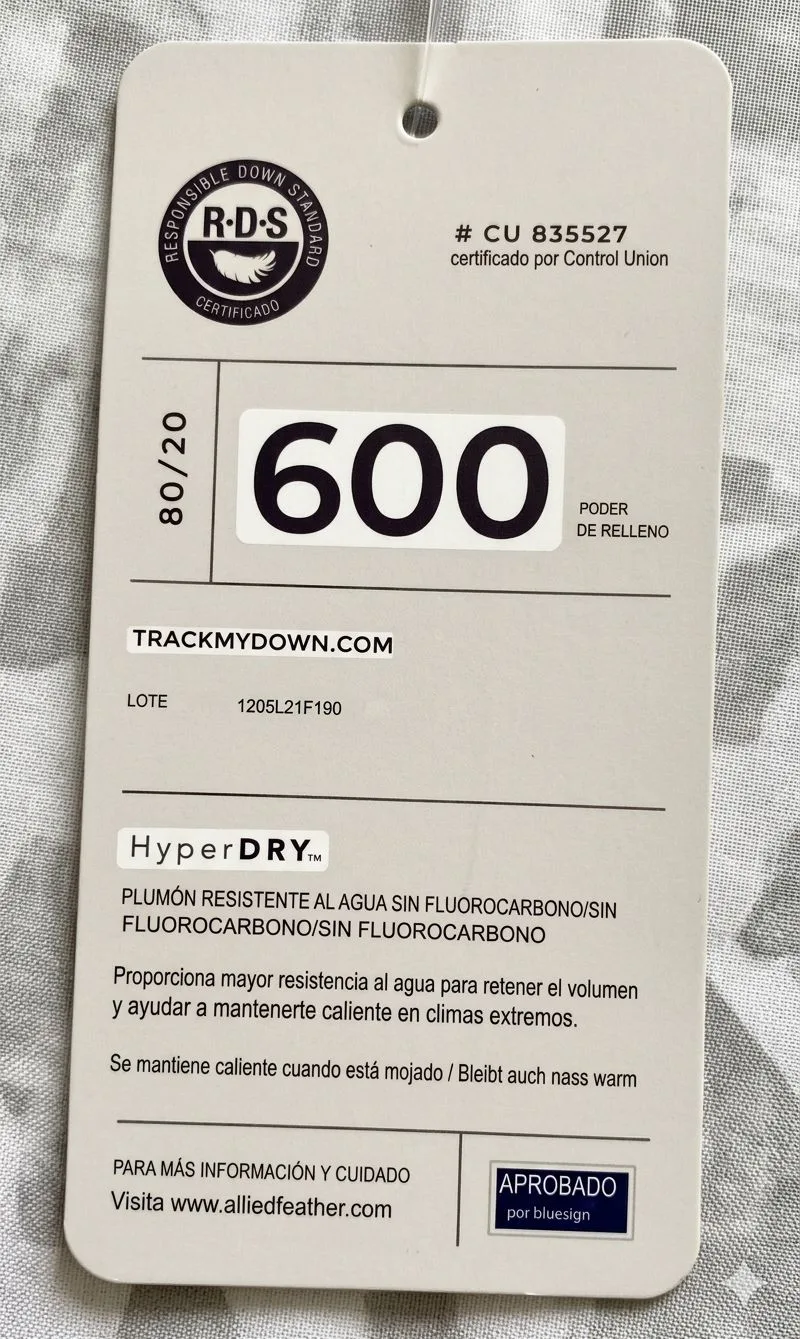 RESPONSIBLE DOWN STANDARD
R·D·S
CERTIFICADO
# CU 835527
certificado por Control Union
80/20
600
PODER
DE RELLENO
TRACKMYDOWN.COM
LOTE 1205L21F190
HyperDRY™
PLUMÓN RESISTENTE AL AGUA SIN FLUOROCARBONO/SIN
FLUOROCARBONO/SIN FLUOROCARBONO
Proporciona mayor resistencia al agua para retener el volumen
y ayudar a mantenerte caliente en climas extremos.
Se mantiene caliente cuando está mojado / Bleibt auch nass warm
PARA MÁS INFORMACIÓN Y CUIDADO
Visita www.alliedfeather.com
APROBADO
por bluesign